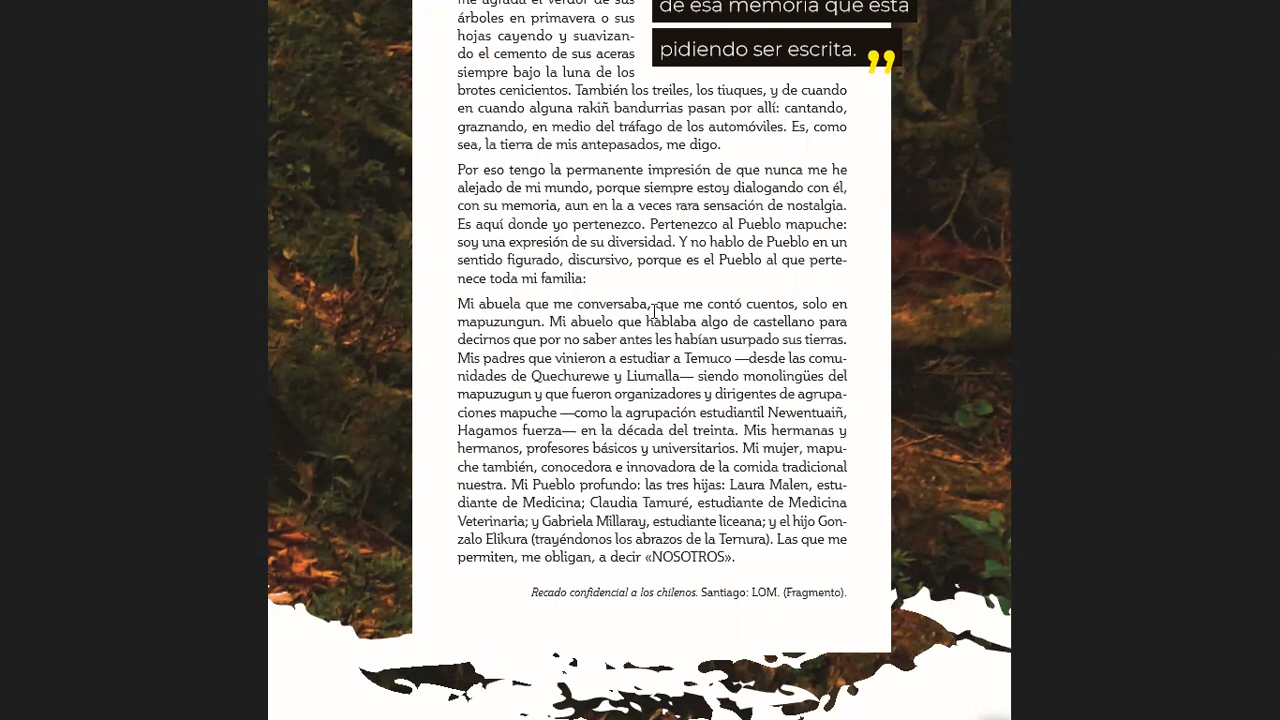 me agrada el verdor de sus
árboles en primavera o sus
hojas cayendo y suavizan-
do el cemento de sus aceras
siempre bajo la luna de los
brotes cenicientos. También los treiles, los tiuques, y de cuando
en cuando alguna rakiñ bandurrias pasan por allí: cantando,
graznando, en medio del tráfago de los automóviles. Es, como
sea, la tierra de mis antepasados, me digo.
de esa memoria que está
pidiendo ser escrita. ”
Por eso tengo la permanente impresión de que nunca me he
alejado de mi mundo, porque siempre estoy dialogando con él,
con su memoria, aun en la a veces rara sensación de nostalgia.
Es aquí donde yo pertenezco. Pertenezco al Pueblo mapuche:
soy una expresión de su diversidad. Y no hablo de Pueblo en un
sentido figurado, discursivo, porque es el Pueblo al que perte-
nece toda mi familia:
Mi abuela que me conversaba, que me contó cuentos, solo en
mapuzungun. Mi abuelo que hablaba algo de castellano para
decirnos que por no saber antes les habían usurpado sus tierras.
Mis padres que vinieron a estudiar a Temuco —desde las comu-
nidades de Quechurewe y Liumalla— siendo monolingües del
mapuzugun y que fueron organizadores y dirigentes de agrupa-
ciones mapuche —como la agrupación estudiantil Newentuaiñ,
Hagamos fuerza— en la década del treinta. Mis hermanas y
hermanos, profesores básicos y universitarios. Mi mujer, mapu-
che también, conocedora e innovadora de la comida tradicional
nuestra. Mi Pueblo profundo: las tres hijas: Laura Malen, estu-
diante de Medicina; Claudia Tamuré, estudiante de Medicina
Veterinaria; y Gabriela Millaray, estudiante liceana; y el hijo Gon-
zalo Elikura (trayéndonos los abrazos de la Ternura). Las que me
permiten, me obligan, a decir «NOSOTROS».
Recado confidencial a los chilenos. Santiago: LOM. (Fragmento).